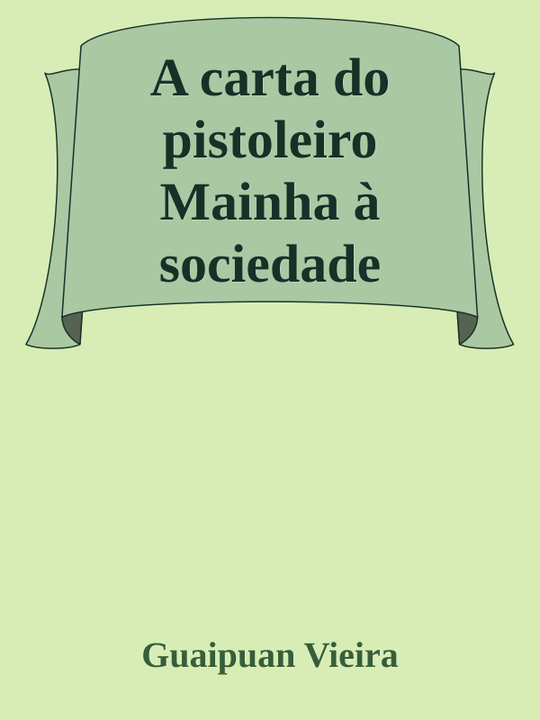 A carta do
pistoleiro
Mainha à
sociedade
Guaipuan Vieira